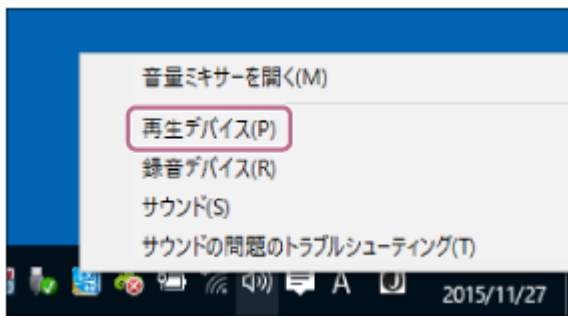 音量ミキサーを開く(M)
再生デバイス(P)
録音デバイス(R)
サウンド(S)
サウンドの問題のトラブルシューティング(T)
A
2015/11/27